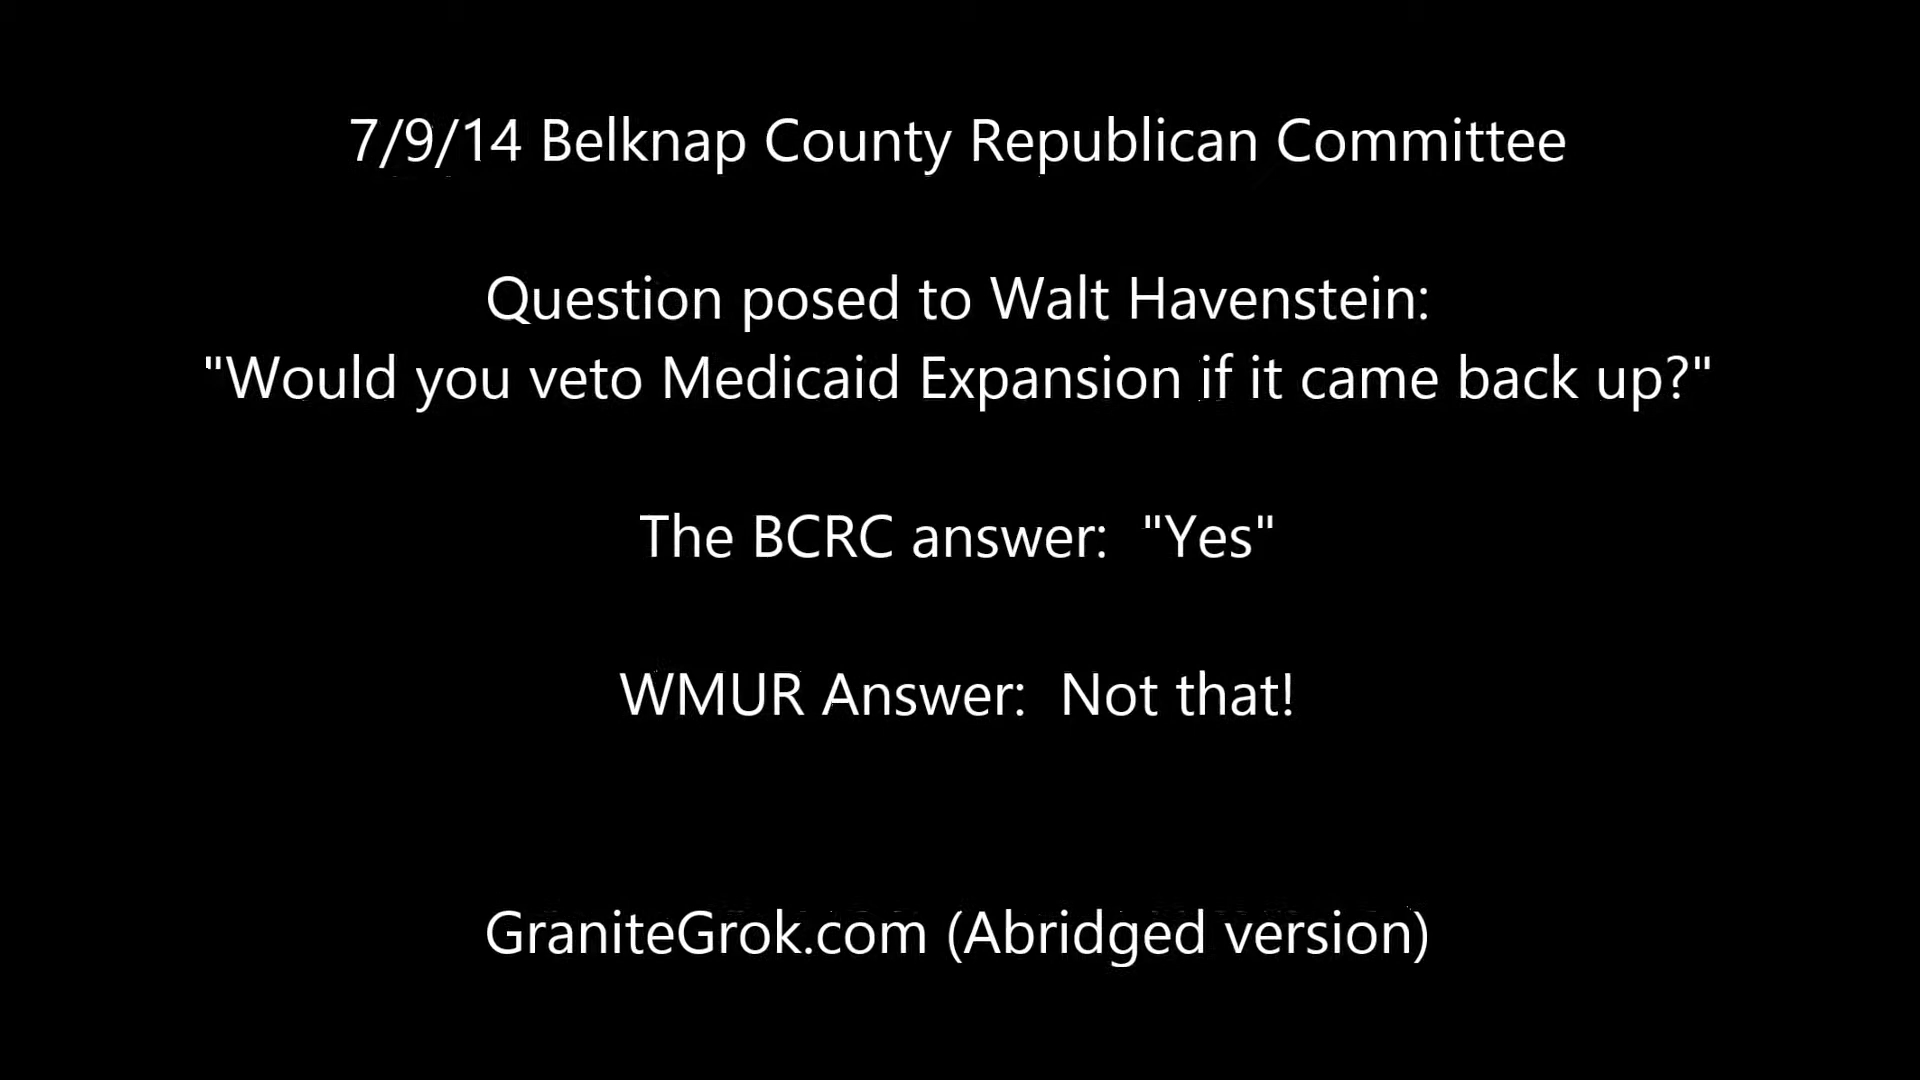 7/9/14 Belknap County Republican Committee
Question posed to Walt Havenstein:
"Would you veto Medicaid Expansion if it came back up?"
The BCRC answer:  "Yes"
WMUR Answer:  Not that!
GraniteGrok.com (Abridged version)